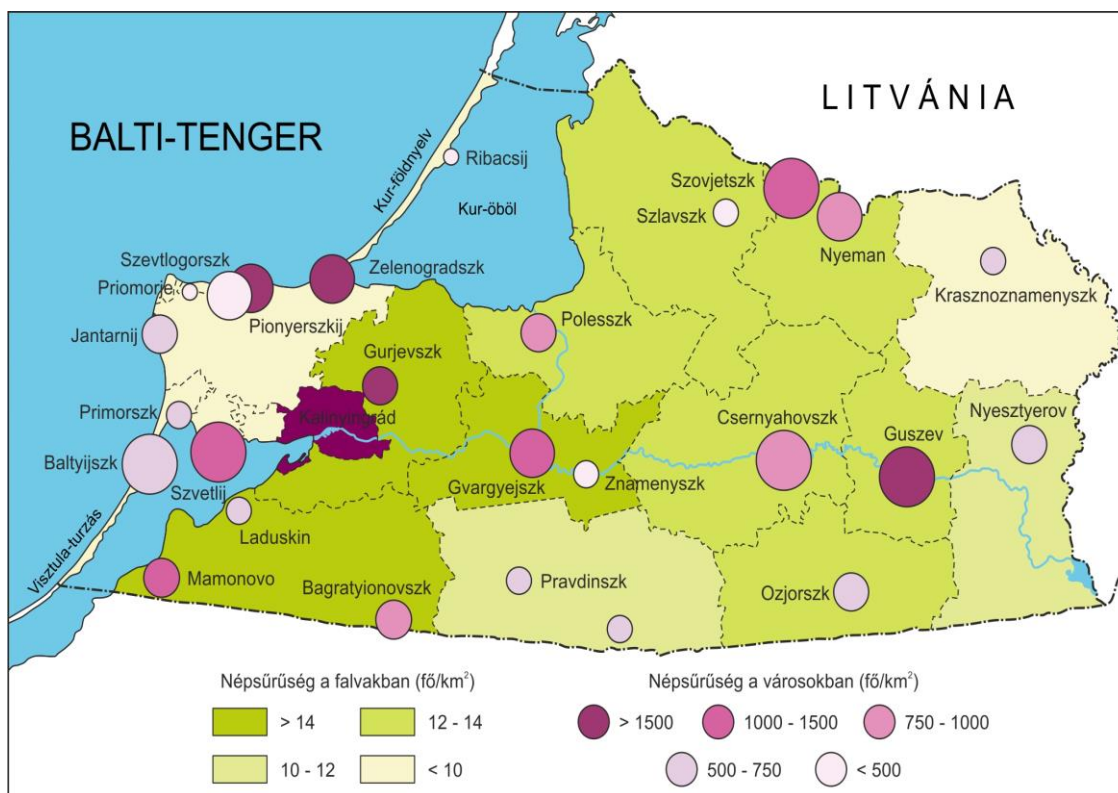 BALTI-TENGER
LITVÁNIA
Kur-földnyelv
Ribacsij
Kur-öböl
Szovjetszk
Szlavszk
Nyeman
Krasznoznamenyszk
Szevtlogorszk
Priomorje
Zelenogradszk
Pionyerszkij
Jantarnij
Polesszk
Gurjevszk
Primorszk
Kalinyingrád
Csernyahovszk
Nyesztyerov
Guszev
Baltyijszk
Szvetlij
Gvargyejszk
Znamenyszk
Laduskin
Visztula-turzás
Mamonovo
Bagratyionovszk
Pravdinszk
Ozjorszk
Népsűrűség a falvakban (fő/km²)
> 14
12 - 14
10 - 12
< 10
Népsűrűség a városokban (fő/km²)
> 1500
1000 - 1500
750 - 1000
500 - 750
< 500